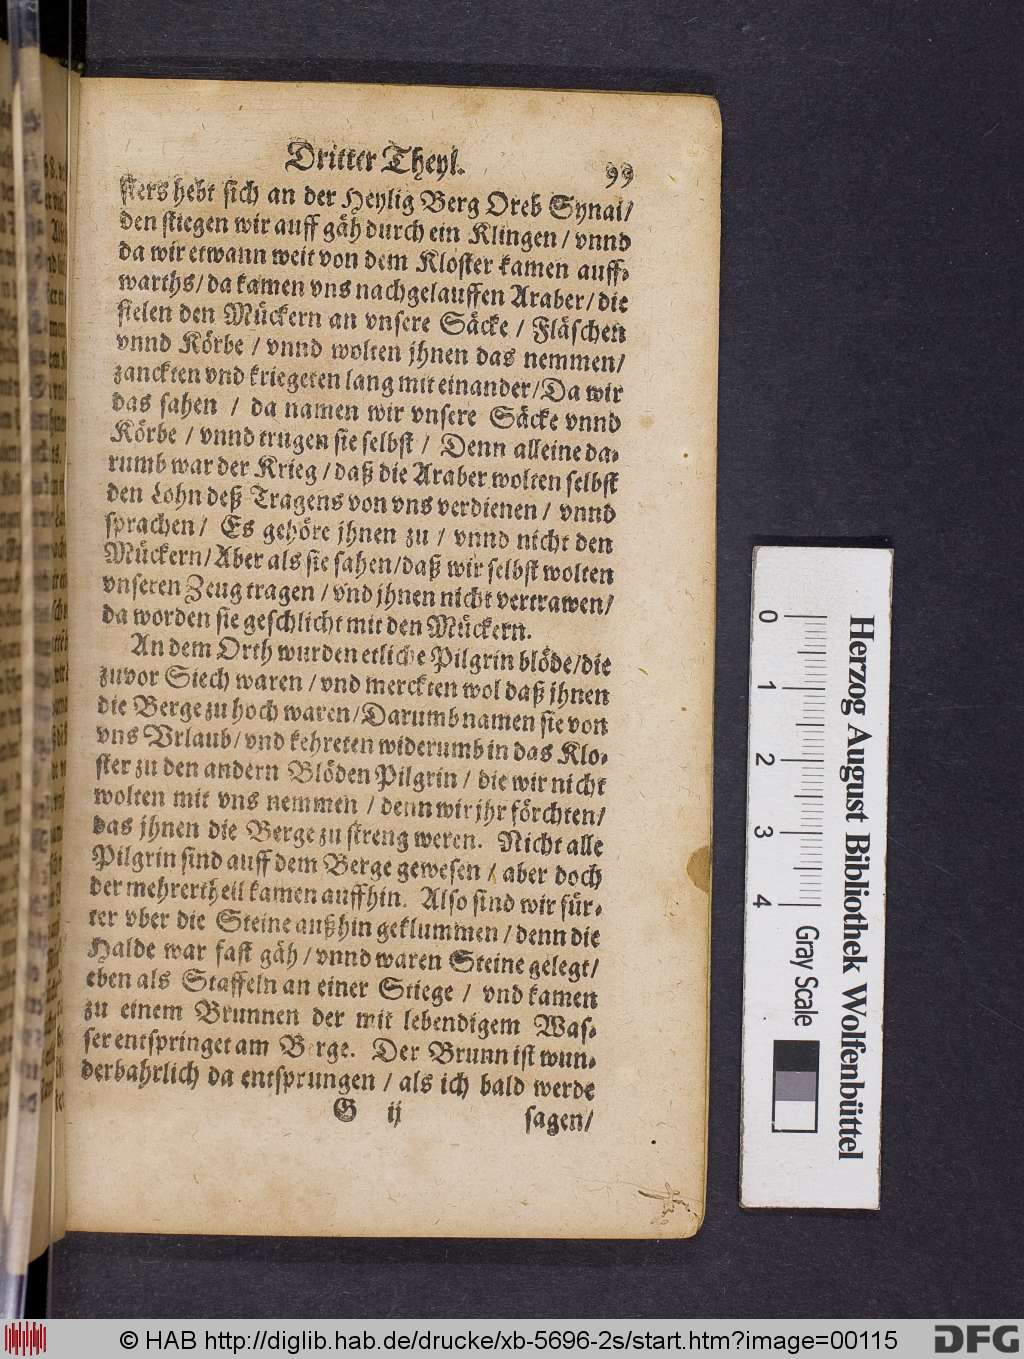 Dritter Theyl. 99
sters hebt sich an der Heylig Berg Oreb Synai/
den stiegen wir auff gäh durch ein Klingen / vnnd
da wir etwann weit von dem Kloster kamen auff-
warths/ da kamen vns nachgelauffen Araber/ die
fielen den Mückern an vnsere Säcke / Fläschen
vnnd Körbe / vnnd wolten jhnen das nemmen/
zanckten vnd kriegeten lang mit einander/ Da wir
das sahen / da namen wir vnsere Säcke vnnd
Körbe / vnnd trugen sie selbst / Denn alleine da-
rumb war der Krieg / daß die Araber wolten selbst
den Lohn deß Tragens von vns verdienen / vnnd
sprachen / Es gehöre jhnen zu / vnnd nicht den
Mückern/ Aber als sie sahen/ daß wir selbst wolten
vnseren Zeug tragen / vnd jhnen nicht vertrawen/
da worden sie geschlicht mit den Mückern.
An dem Orth wurden etliche Pilgrin blöde/ die
zuvor Siech waren / vnd merckten wol daß jhnen
die Berge zu hoch waren/ Darumb namen sie von
vns Vrlaub/ vnd kehreten widerumb in das Klo-
ster zu den andern Blöden Pilgrin / die wir nicht
wolten mit vns nemmen / denn wir jhr förchten/
das jhnen die Berge zu streng weren. Nicht alle
Pilgrin sind auff dem Berge gewesen / aber doch
der mehrertheil kamen auffhin. Also sind wir für-
ter vber die Steine außhin geklummen / denn die
Halde war fast gäh / vnnd waren Steine gelegt/
eben als Staffeln an einer Stiege / vnd kamen
zu einem Brunnen der mit lebendigem Was-
ser entspringet am Berge. Der Brunn ist wun-
derbahrlich da entsprungen / als ich bald werde
G ij sagen/
Herzog August Bibliothek Wolfenbüttel
0 1 2 3 4 Gray Scale
© HAB http://diglib.hab.de/drucke/xb-5696-2s/start.htm?image=00115
DFG